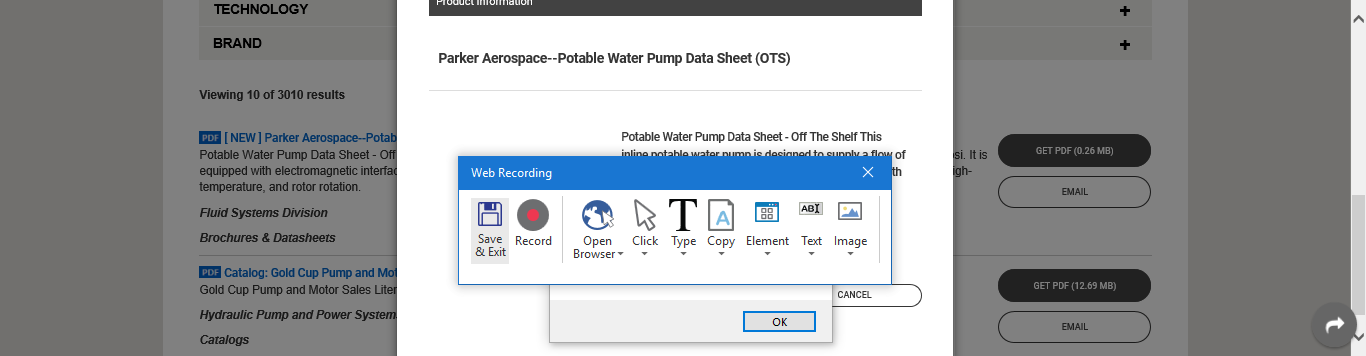 Product Information
TECHNOLOGY +
BRAND +
Parker Aerospace--Potable Water Pump Data Sheet (OTS)
Viewing 10 of 3010 results
PDF [ NEW ] Parker Aerospace--Potab
Potable Water Pump Data Sheet - Off
equipped with electromagnetic interfac
temperature, and rotor rotation.
Fluid Systems Division
Brochures & Datasheets
PDF Catalog: Gold Cup Pump and Mot
Gold Cup Pump and Motor Sales Liter
Hydraulic Pump and Power System
Catalogs
Potable Water Pump Data Sheet - Off The Shelf This
inline potable water pump is designed to supply a flow of
th
si. It is
igh-
GET PDF (0.26 MB)
EMAIL
GET PDF (12.69 MB)
EMAIL
Web Recording
Save
& Exit
Record
Open
Browser
Click
Type
Copy
Element
Text
Image
T
A
AB
CANCEL
OK